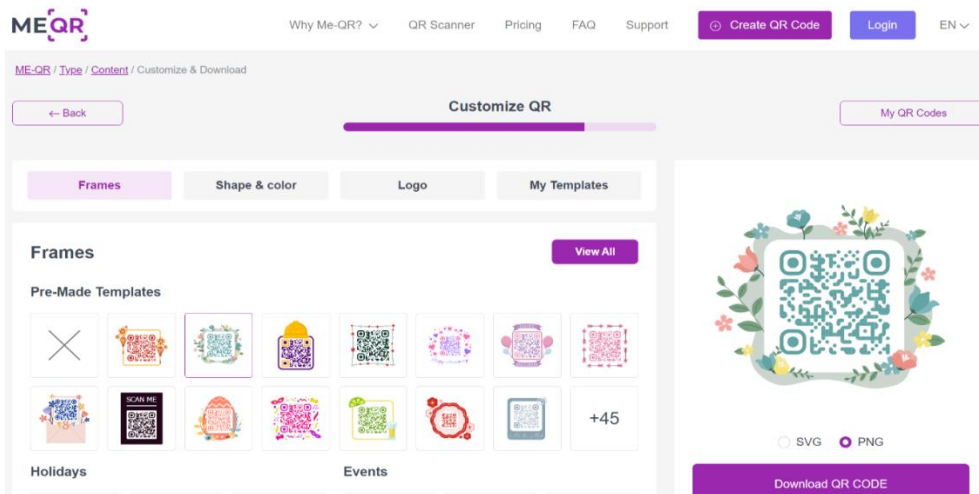 MEQR
Why Me-QR? QR Scanner Pricing FAQ Support Create QR Code Login EN
ME-QR / Type / Content / Customize & Download
← Back
Customize QR
My QR Codes
Frames Shape & color Logo My Templates
Frames
View All
Pre-Made Templates
SCAN ME
18+
+45
SVG PNG
Holidays
Events
Download QR CODE